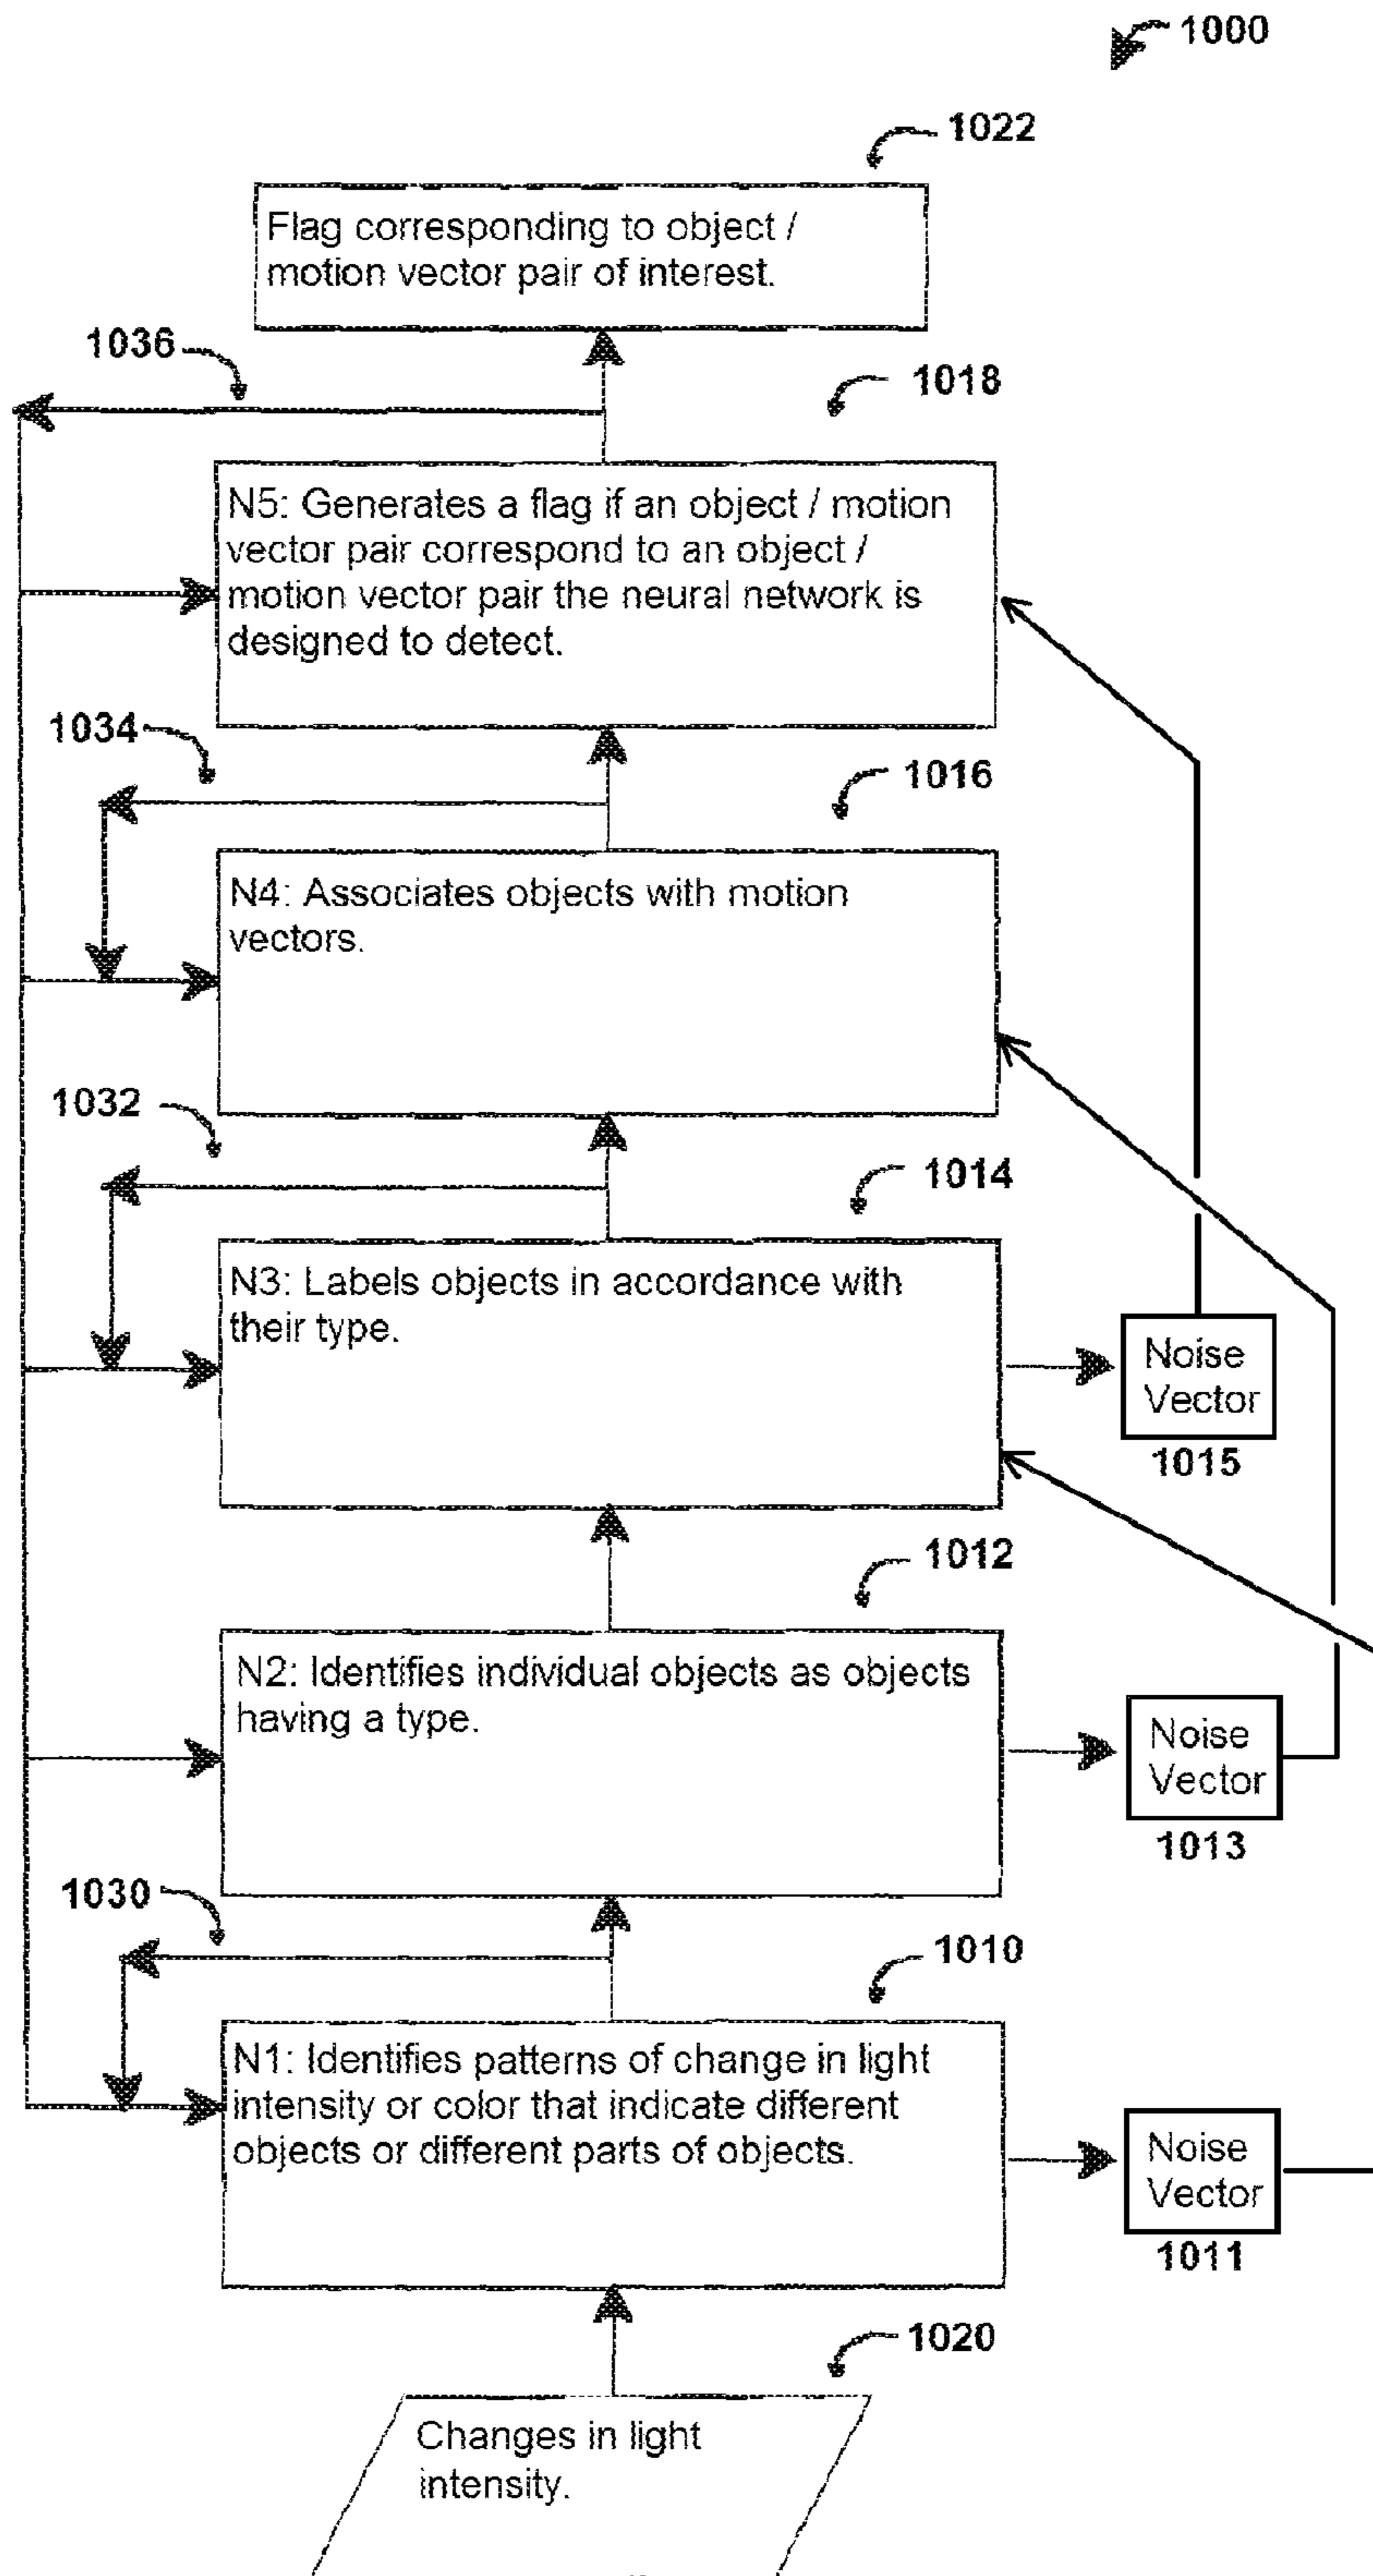 1000
1022
Flag corresponding to object /
motion vector pair of interest.
1036
1018
N5: Generates a flag if an object / motion
vector pair correspond to an object /
motion vector pair the neural network is
designed to detect.
1034
1016
N4: Associates objects with motion
vectors.
1032
1014
N3: Labels objects in accordance with
their type.
Noise
Vector
1015
1012
N2: Identifies individual objects as objects
having a type.
Noise
Vector
1013
1030
1010
N1: Identifies patterns of change in light
intensity or color that indicate different
objects or different parts of objects.
Noise
Vector
1011
1020
Changes in light
intensity.